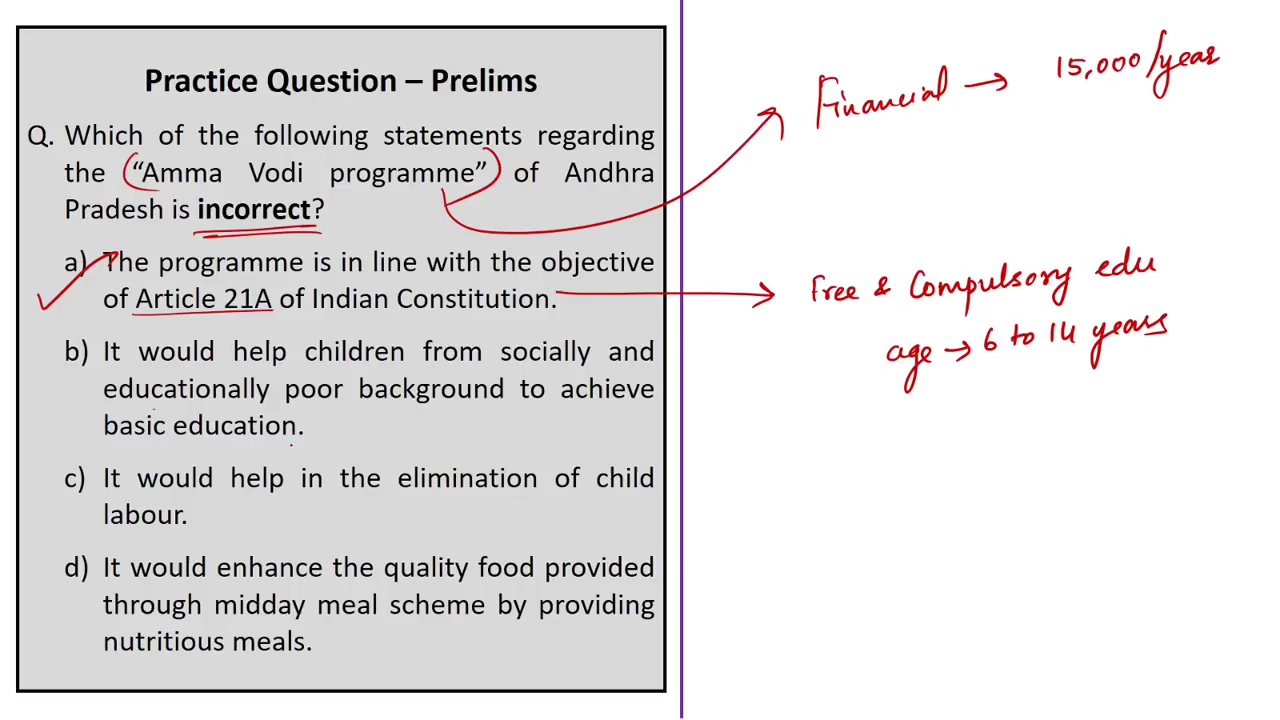 Practice Question – Prelims
Q. Which of the following statements regarding
the “Amma Vodi programme” of Andhra
Pradesh is incorrect?
a) The programme is in line with the objective
of Article 21A of Indian Constitution.
b) It would help children from socially and
educationally poor background to achieve
basic education.
c) It would help in the elimination of child
labour.
d) It would enhance the quality food provided
through midday meal scheme by providing
nutritious meals.
Financial → 15,000/year
Free & Compulsory edu
age → 6 to 14 years